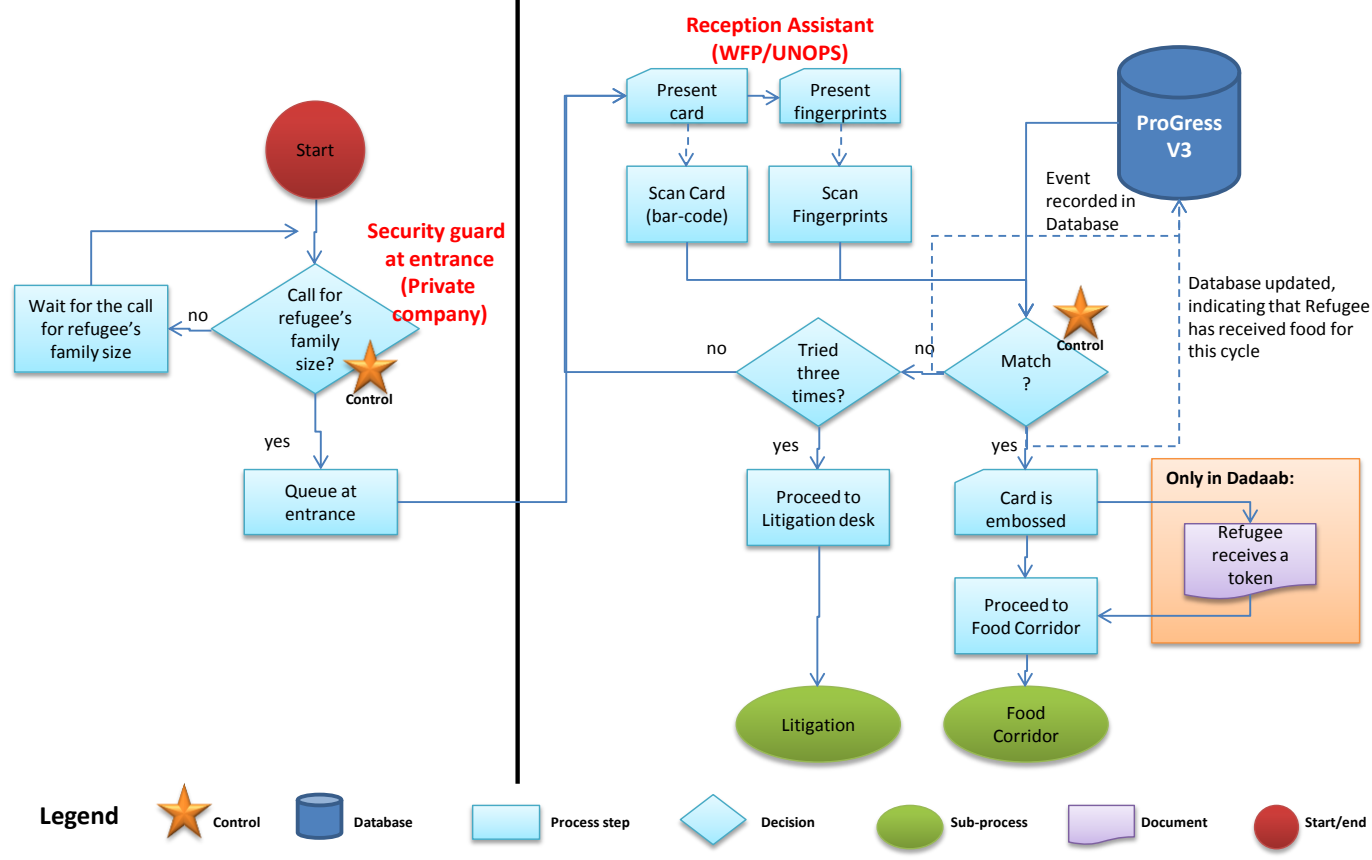 Reception Assistant
(WFP/UNOPS)
Start
Security guard
at entrance
(Private
company)
Wait for the call
for refugee's
family size
no
Call for
refugee's
family
size?
Control
yes
Queue at
entrance
Present
card
Present
fingerprints
Scan Card
(bar-code)
Scan
Fingerprints
ProGress
V3
Event
recorded in
Database
Database updated,
indicating that Refugee
has received food for
this cycle
Control
Match
?
no
Tried
three
times?
no
yes
yes
Proceed to
Litigation desk
Card is
embossed
Only in Dadaab:
Refugee
receives a
token
Proceed to
Food Corridor
Litigation
Food
Corridor
Legend
Control
Database
Process step
Decision
Sub-process
Document
Start/end